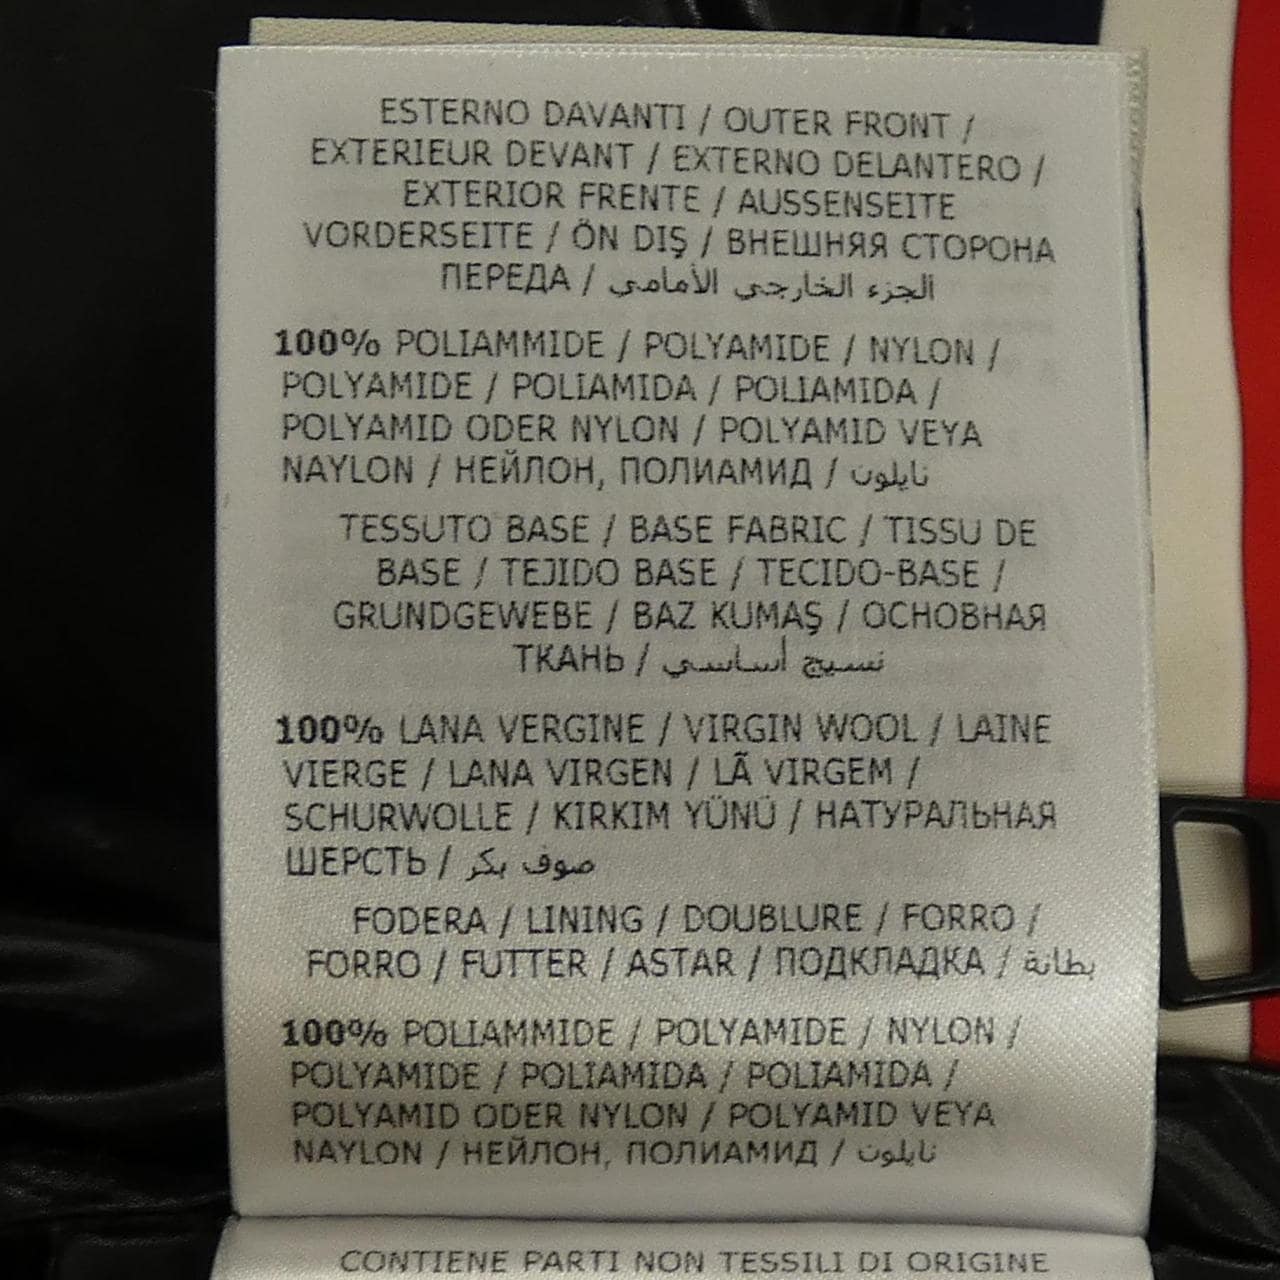 ESTERNO DAVANTI / OUTER FRONT /
EXTERIEUR DEVANT / EXTERNO DELANTERO /
EXTERIOR FRENTE / AUSSENSEITE
VORDERSEITE / ÖN DIŞ / ВНЕШНЯЯ СТОРОНА
ПЕРЕДА / الجزء الخارجي الأمامي
100% POLIAMMIDE / POLYAMIDE / NYLON /
POLYAMIDE / POLIAMIDA / POLIAMIDA /
POLYAMID ODER NYLON / POLYAMID VEYA
NAYLON / НЕЙЛОН, ПОЛИАМИД / نايلون
TESSUTO BASE / BASE FABRIC / TISSU DE
BASE / TEJIDO BASE / TECIDO-BASE /
GRUNDGEWEBE / BAZ KUMAŞ / ОСНОВНАЯ
ТКАНЬ / نسيج أساسي
100% LANA VERGINE / VIRGIN WOOL / LAINE
VIERGE / LANA VIRGEN / LÃ VIRGEM /
SCHURWOLLE / KIRKIM YÜNÜ / НАТУРАЛЬНАЯ
ШЕРСТЬ / صوف بكر
FODERA / LINING / DOUBLURE / FORRO /
FORRO / FUTTER / ASTAR / ПОДКЛАДКА / بطانة
100% POLIAMMIDE / POLYAMIDE / NYLON /
POLYAMIDE / POLIAMIDA / POLIAMIDA /
POLYAMID ODER NYLON / POLYAMID VEYA
NAYLON / НЕЙЛОН, ПОЛИАМИД / نايلون
CONTIENE PARTI NON TESSILI DI ORIGINE